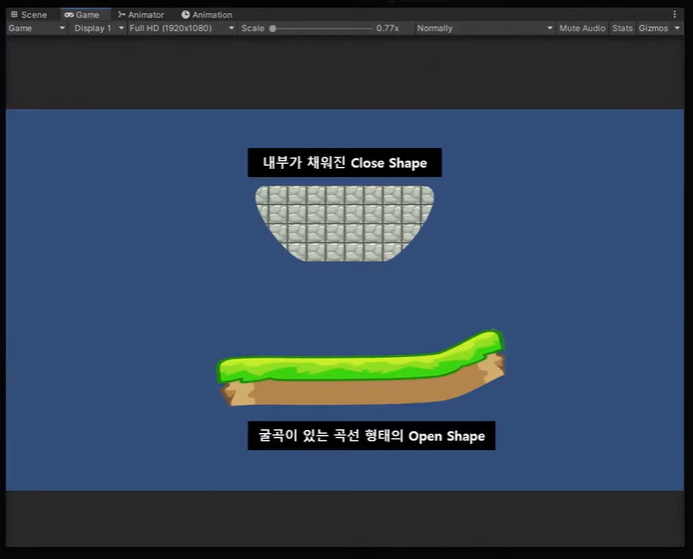 Scene Game Animator Animation
Game Display 1 Full HD (1920x1080) Scale 0.77x Normally Mute Audio Stats Gizmos
내부가 채워진 Close Shape
굴곡이 있는 곡선 형태의 Open Shape